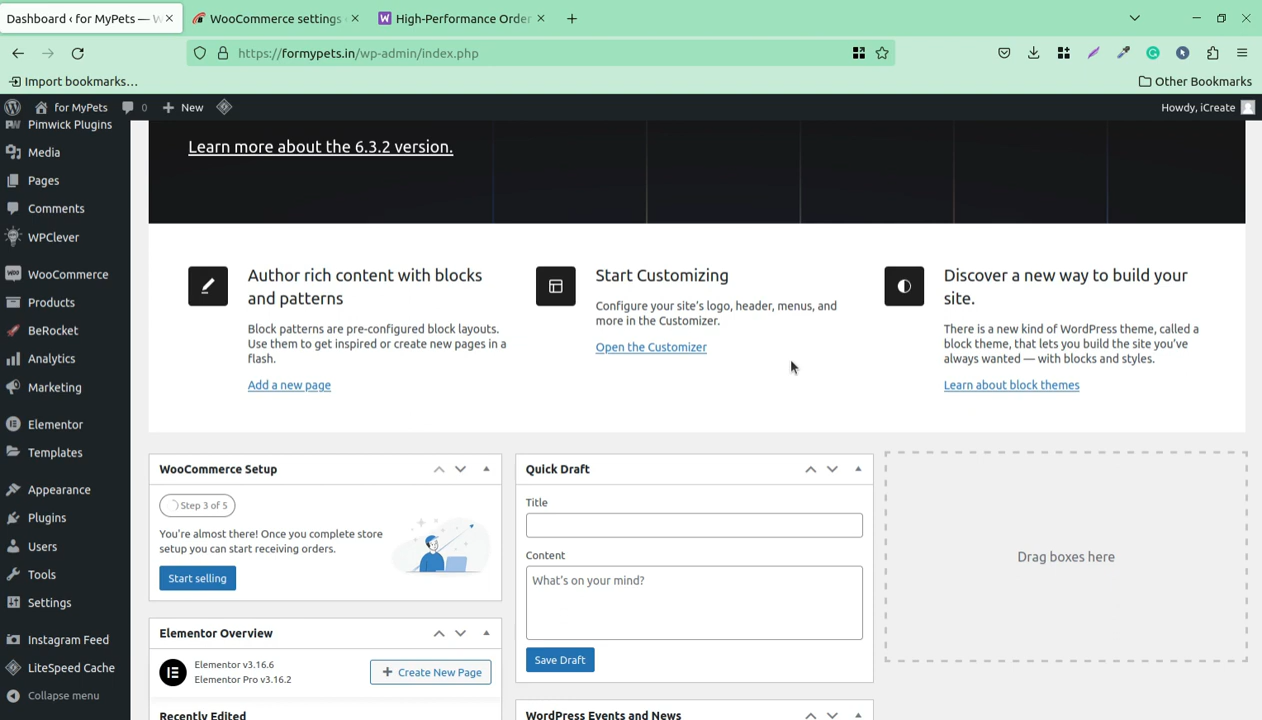 Dashboard ‹ for MyPets — W
WooCommerce settings ‹
High-Performance Order
https://formypets.in/wp-admin/index.php
Import bookmarks…
Other Bookmarks
for MyPets
0
New
Howdy, iCreate
Pimwick Plugins
Media
Pages
Comments
WPClever
WooCommerce
Products
BeRocket
Analytics
Marketing
Elementor
Templates
Appearance
Plugins
Users
Tools
Settings
Instagram Feed
LiteSpeed Cache
Collapse menu
Learn more about the 6.3.2 version.
Author rich content with blocks
and patterns
Block patterns are pre-configured block layouts.
Use them to get inspired or create new pages in a
flash.
Add a new page
Start Customizing
Configure your site’s logo, header, menus, and
more in the Customizer.
Open the Customizer
Discover a new way to build your
site.
There is a new kind of WordPress theme, called a
block theme, that lets you build the site you’ve
always wanted — with blocks and styles.
Learn about block themes
WooCommerce Setup
Step 3 of 5
You're almost there! Once you complete store
setup you can start receiving orders.
Start selling
Elementor Overview
Elementor v3.16.6
Elementor Pro v3.16.2
Create New Page
Recently Edited
Quick Draft
Title
Content
What’s on your mind?
Save Draft
WordPress Events and News
Drag boxes here